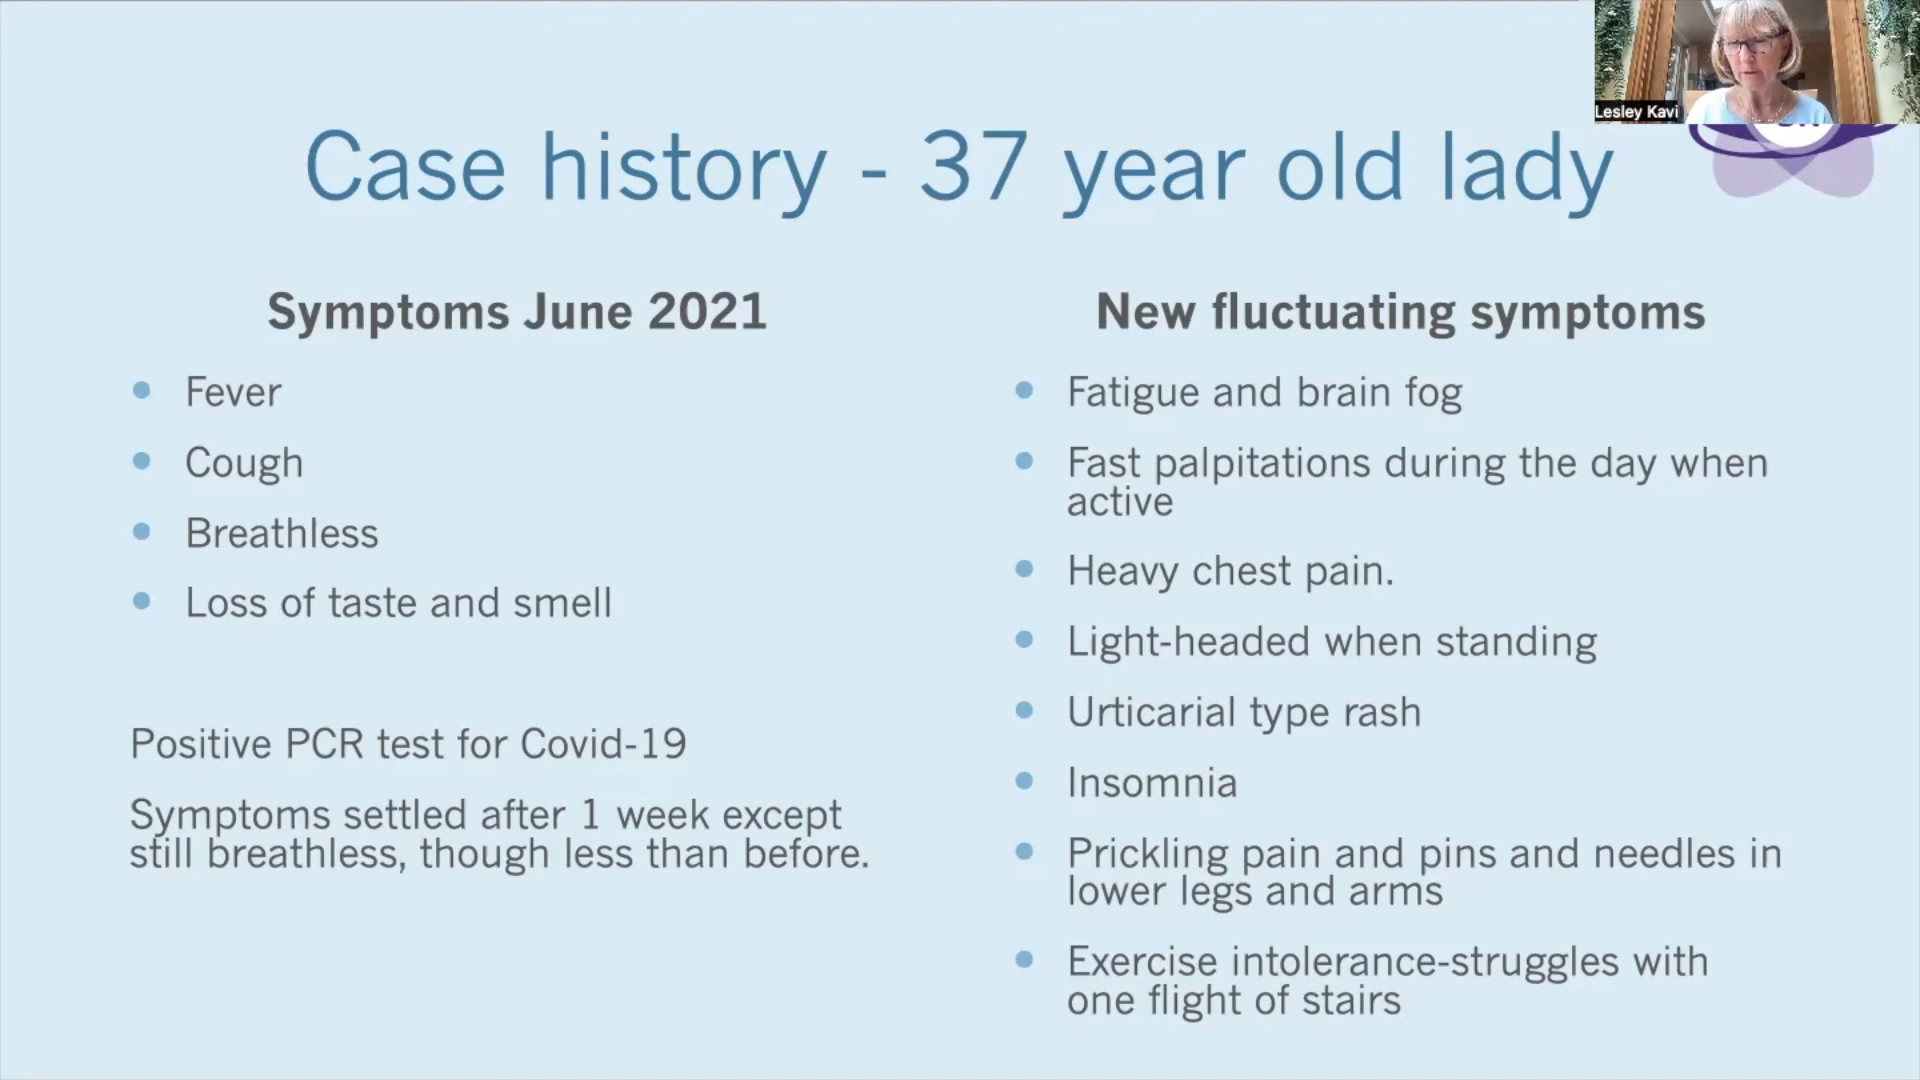 Lesley Kavi
Case history - 37 year old lady
Symptoms June 2021
Fever
Cough
Breathless
Loss of taste and smell
Positive PCR test for Covid-19
Symptoms settled after 1 week except
still breathless, though less than before.
New fluctuating symptoms
Fatigue and brain fog
Fast palpitations during the day when
active
Heavy chest pain.
Light-headed when standing
Urticarial type rash
Insomnia
Prickling pain and pins and needles in
lower legs and arms
Exercise intolerance-struggles with
one flight of stairs